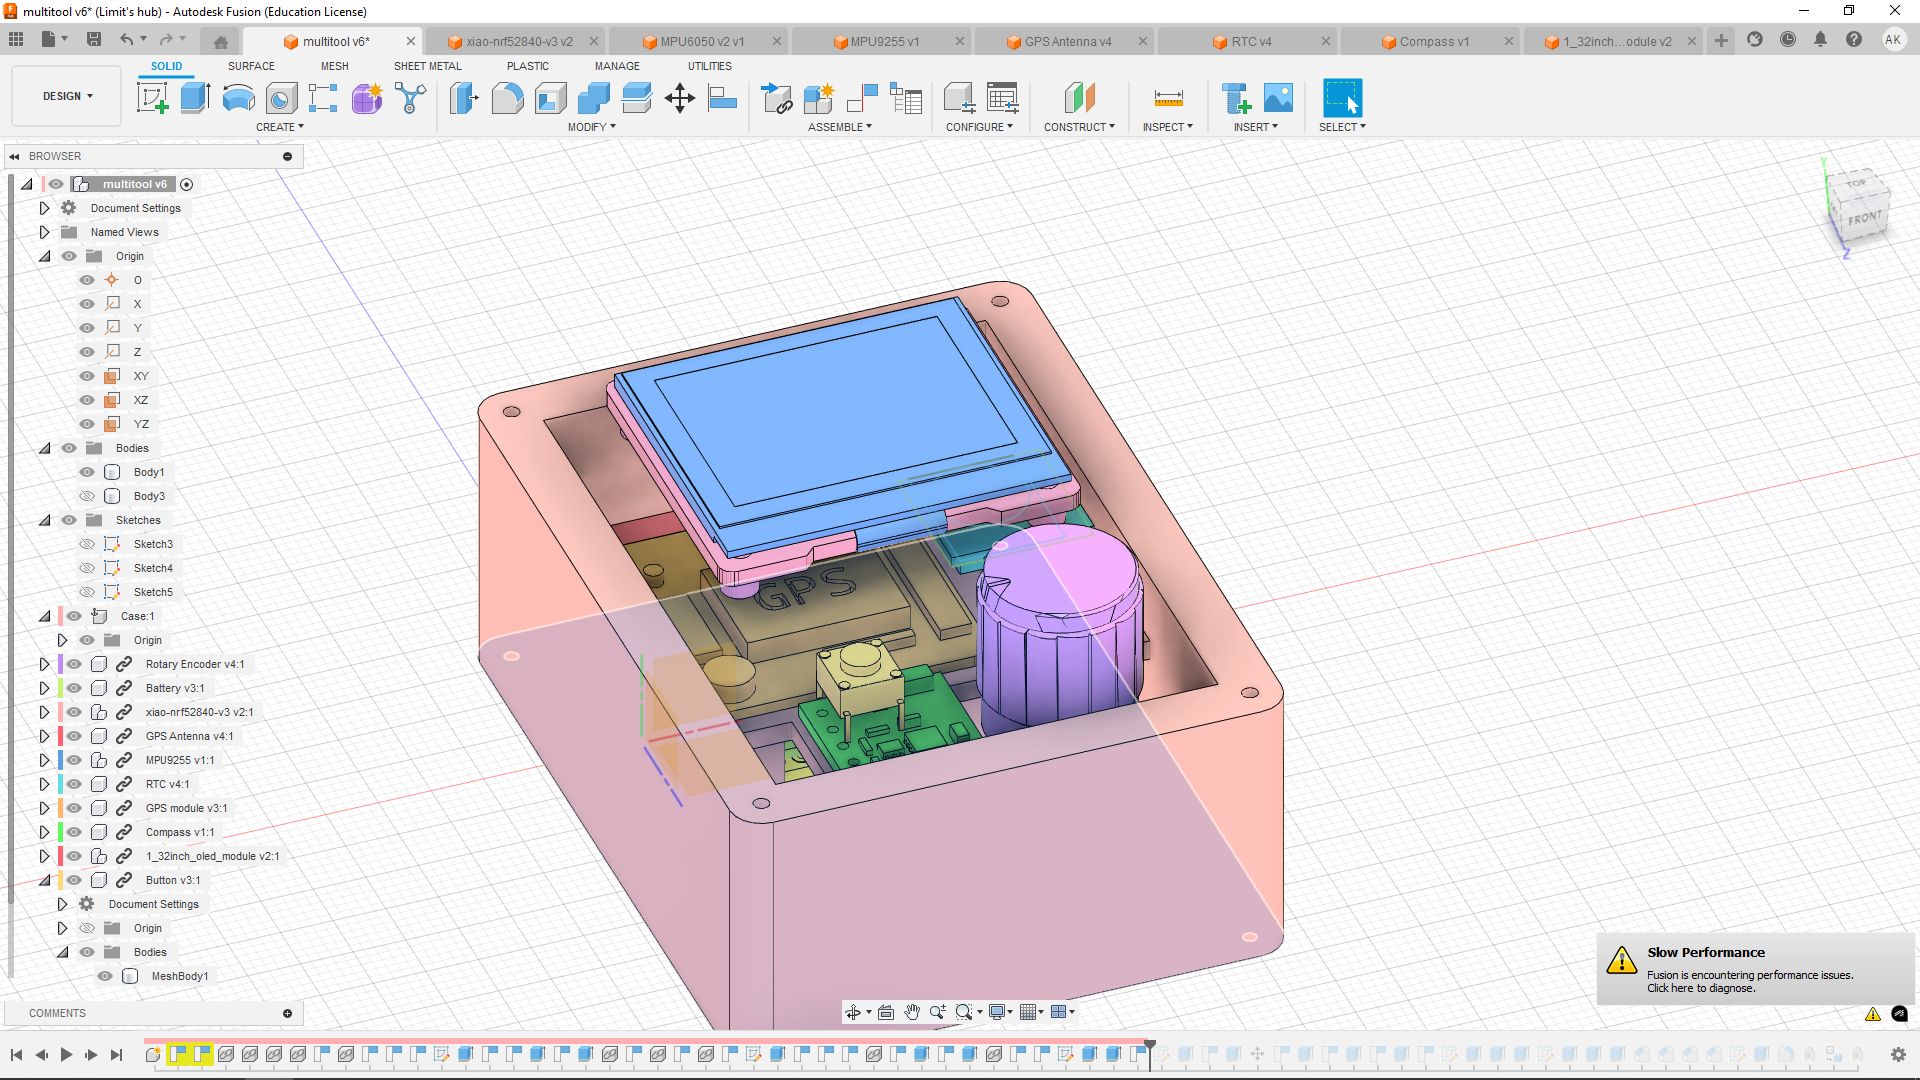 multitool v6* (Limit's hub) - Autodesk Fusion (Education License)
multitool v6*
xiao-nrf52840-v3 v2
MPU6050 v2 v1
MPU9255 v1
GPS Antenna v4
RTC v4
Compass v1
1_32inch...odule v2
AK
DESIGN
SOLID
SURFACE
MESH
SHEET METAL
PLASTIC
MANAGE
UTILITIES
CREATE
MODIFY
ASSEMBLE
CONFIGURE
CONSTRUCT
INSPECT
INSERT
SELECT
BROWSER
multitool v6
Document Settings
Named Views
Origin
O
X
Y
Z
XY
XZ
YZ
Bodies
Body1
Body3
Sketches
Sketch3
Sketch4
Sketch5
Case:1
Origin
Rotary Encoder v4:1
Battery v3:1
xiao-nrf52840-v3 v2:1
GPS Antenna v4:1
MPU9255 v1:1
RTC v4:1
GPS module v3:1
Compass v1:1
1_32inch_oled_module v2:1
Button v3:1
Document Settings
Origin
Bodies
MeshBody1
COMMENTS
GPS
Y
TOP
FRONT
Z
Slow Performance
Fusion is encountering performance issues.
Click here to diagnose.